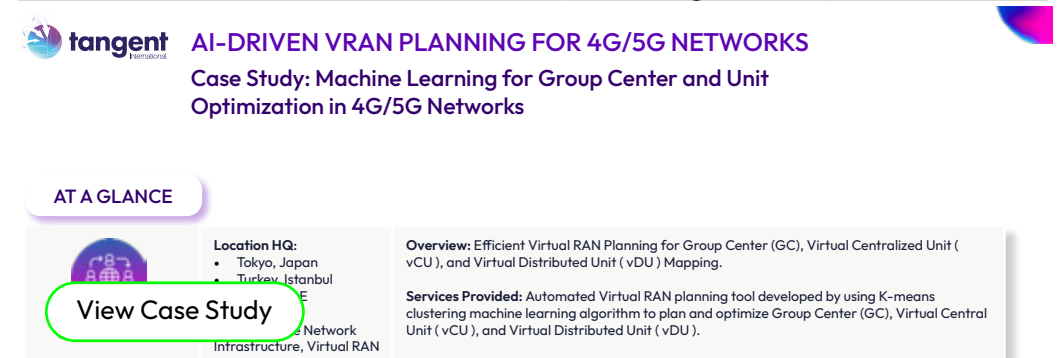 tangent
International
AI-DRIVEN VRAN PLANNING FOR 4G/5G NETWORKS
Case Study: Machine Learning for Group Center and Unit
Optimization in 4G/5G Networks
AT A GLANCE
Location HQ:
• Tokyo, Japan
• Turkey, Istanbul
Network
Infrastructure, Virtual RAN
View Case Study
Overview: Efficient Virtual RAN Planning for Group Center (GC), Virtual Centralized Unit (
vCU ), and Virtual Distributed Unit ( vDU ) Mapping.
Services Provided: Automated Virtual RAN planning tool developed by using K-means
clustering machine learning algorithm to plan and optimize Group Center (GC), Virtual Central
Unit ( vCU ), and Virtual Distributed Unit ( vDU ).